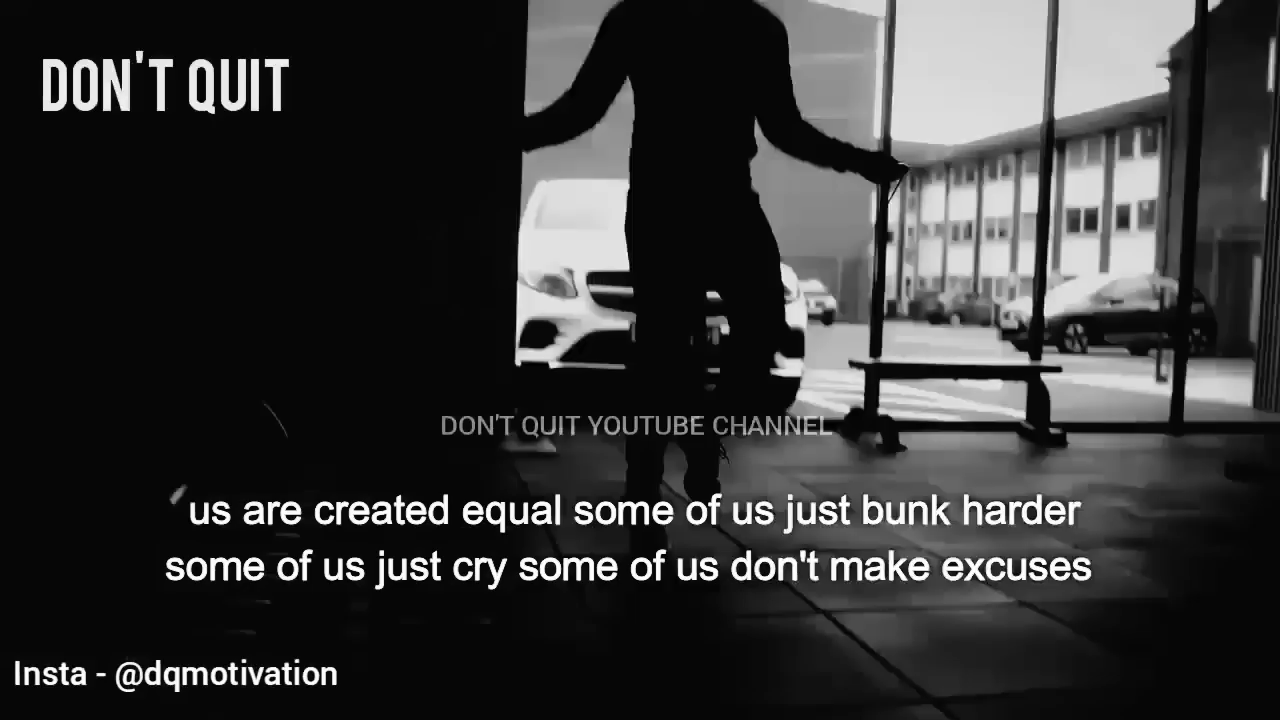 DON'T QUIT
DON'T QUIT YOUTUBE CHANNEL
us are created equal some of us just bunk harder
some of us just cry some of us don't make excuses
Insta - @dqmotivation